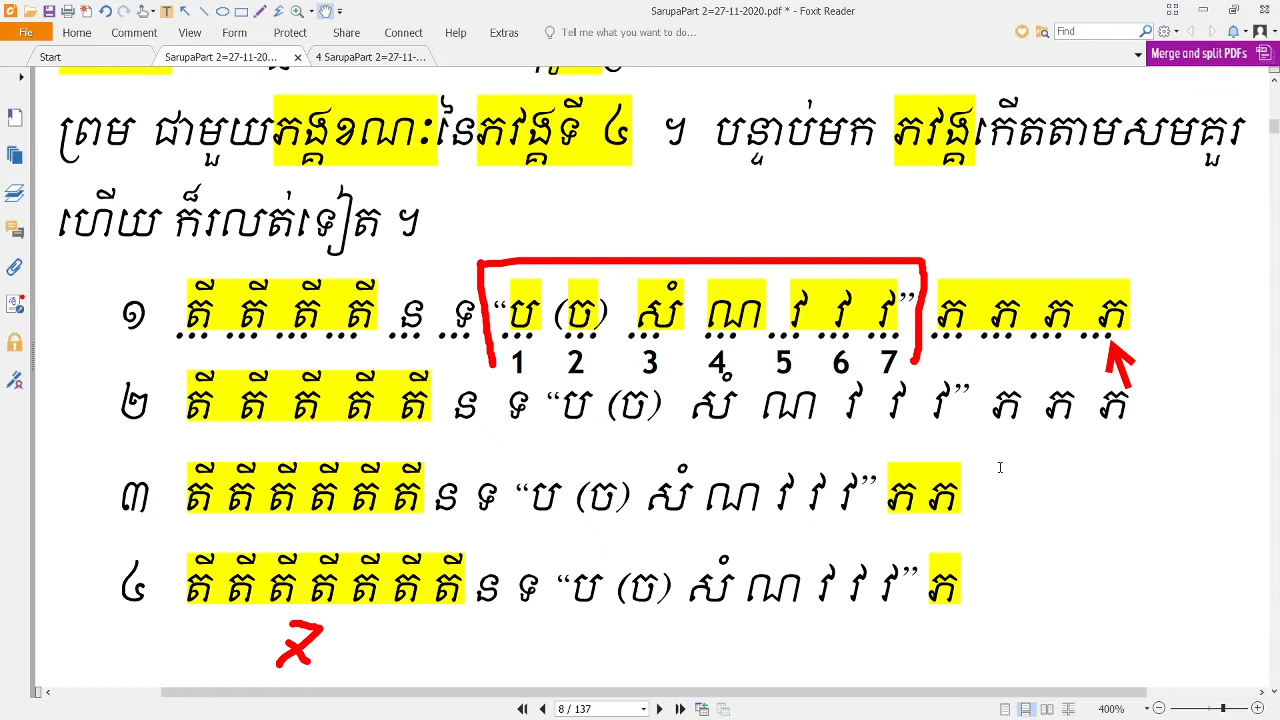 SarupaPart 2=27-11-2020.pdf * - Foxit Reader
File Home Comment View Form Protect Share Connect Help Extras Tell me what you want to do... Find
Start SarupaPart 2=27-11-20... 4 SarupaPart 2=27-11-... Merge and split PDFs
ព្រម ជាមួយភង្គខណៈនៃភវង្គទី ៤ ។ បន្ទាប់មក ភវង្គកើតតាមសមគួរ
ហើយ ក៏រលត់ទៀត ។
១ តី តី តី តី ន ទ “ប (ច) សំ ណ វ វ វ” ភ ភ ភ ភ
... ... ... ... ... ... ... ... ... ... ... ... ... ... ... ... ...
1 2 3 4 5 6 7
២ តី តី តី តី តី ន ទ “ប (ច) សំ ណ វ វ វ” ភ ភ ភ
៣ តី តី តី តី តី តី ន ទ “ប (ច) សំ ណ វ វ វ” ភ ភ
៤ តី តី តី តី តី តី តី ន ទ “ប (ច) សំ ណ វ វ វ” ភ
8 / 137 400%